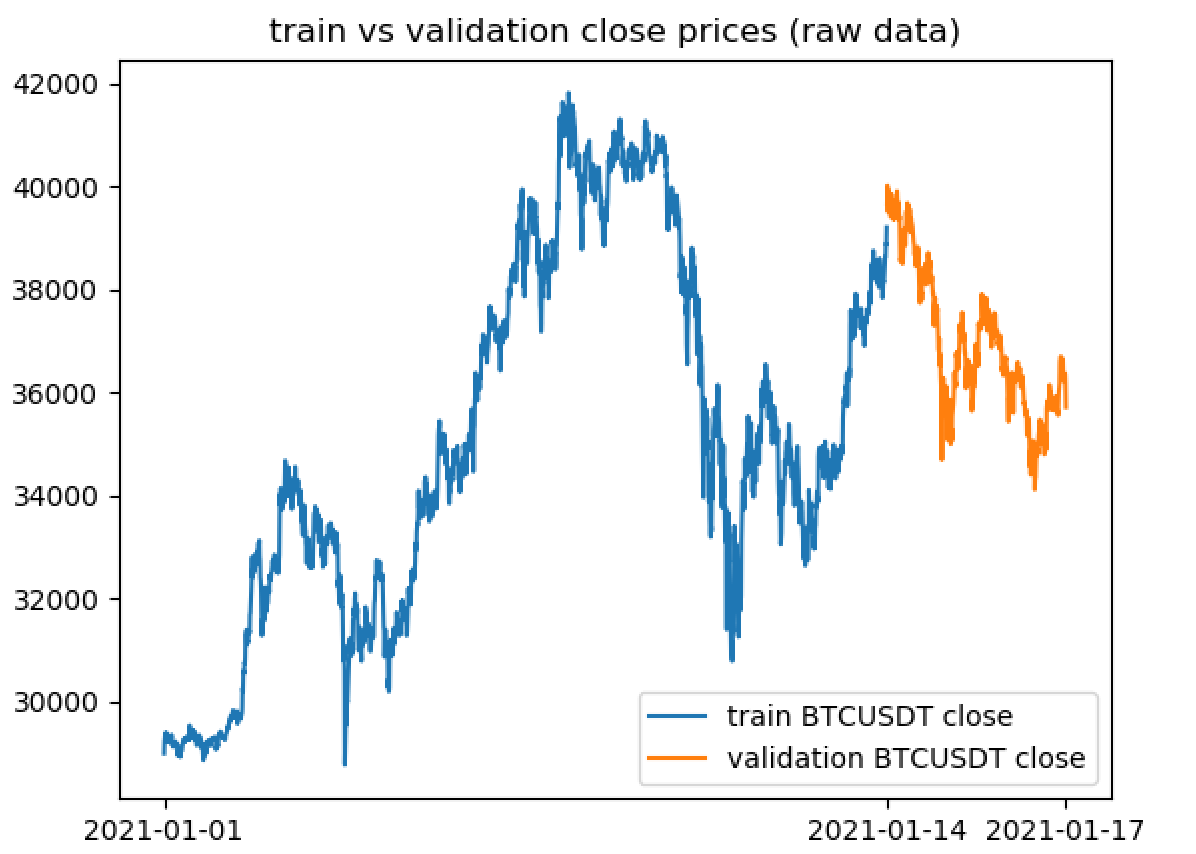 train vs validation close prices (raw data)
42000
40000
38000
36000
34000
32000
30000
train BTCUSDT close
validation BTCUSDT close
2021-01-01 2021-01-14 2021-01-17